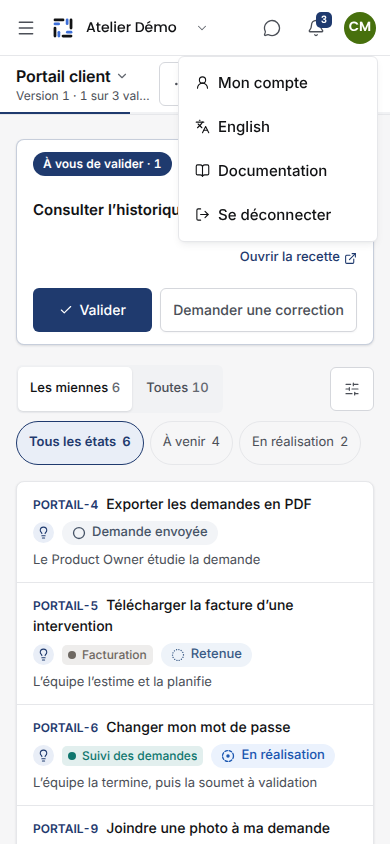 Atelier Démo
3
CM
Portail client
Version 1 · 1 sur 3 val...
Mon compte
English
Documentation
Se déconnecter
À vous de valider · 1
Consulter l’historiqu
Ouvrir la recette
Valider
Demander une correction
Les miennes 6
Toutes 10
Tous les états 6
À venir 4
En réalisation 2
PORTAIL-4 Exporter les demandes en PDF
Demande envoyée
Le Product Owner étudie la demande
PORTAIL-5 Télécharger la facture d’une
intervention
Facturation
Retenue
L’équipe l’estime et la planifie
PORTAIL-6 Changer mon mot de passe
Suivi des demandes
En réalisation
L’équipe la termine, puis la soumet à validation
PORTAIL-9 Joindre une photo à ma demande